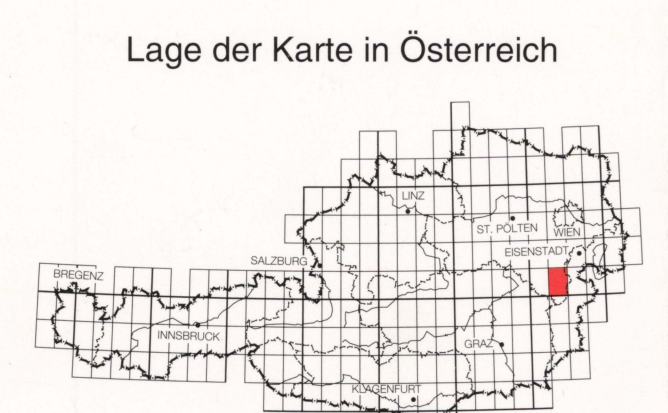 Lage der Karte in Österreich
LINZ
ST. PÖLTEN
WIEN
EISENSTADT
SALZBURG
BREGENZ
INNSBRUCK
GRAZ
KLAGENFURT